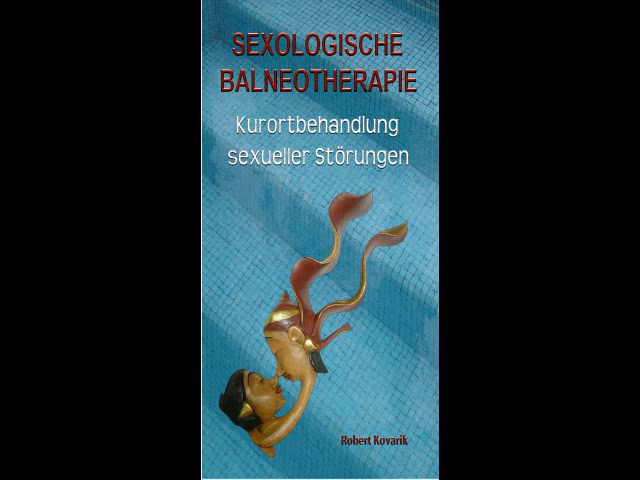 SEXOLOGISCHE
BALNEOTHERAPIE
Kurortbehandlung
sexueller Störungen
Robert Kovarik